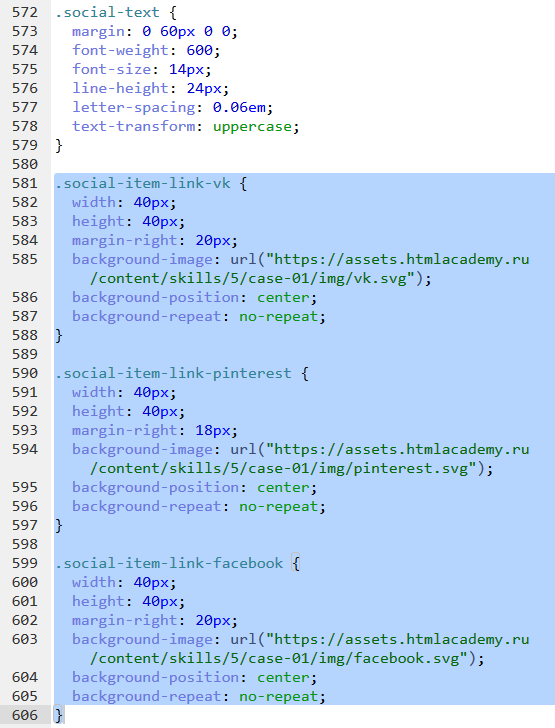 572 .social-text {
573 margin: 0 60px 0 0;
574 font-weight: 600;
575 font-size: 14px;
576 line-height: 24px;
577 letter-spacing: 0.06em;
578 text-transform: uppercase;
579 }
580
581 .social-item-link-vk {
582 width: 40px;
583 height: 40px;
584 margin-right: 20px;
585 background-image: url("https://assets.htmlacademy.ru
/content/skills/5/case-01/img/vk.svg");
586 background-position: center;
587 background-repeat: no-repeat;
588 }
589
590 .social-item-link-pinterest {
591 width: 40px;
592 height: 40px;
593 margin-right: 18px;
594 background-image: url("https://assets.htmlacademy.ru
/content/skills/5/case-01/img/pinterest.svg");
595 background-position: center;
596 background-repeat: no-repeat;
597 }
598
599 .social-item-link-facebook {
600 width: 40px;
601 height: 40px;
602 margin-right: 20px;
603 background-image: url("https://assets.htmlacademy.ru
/content/skills/5/case-01/img/facebook.svg");
604 background-position: center;
605 background-repeat: no-repeat;
606 }